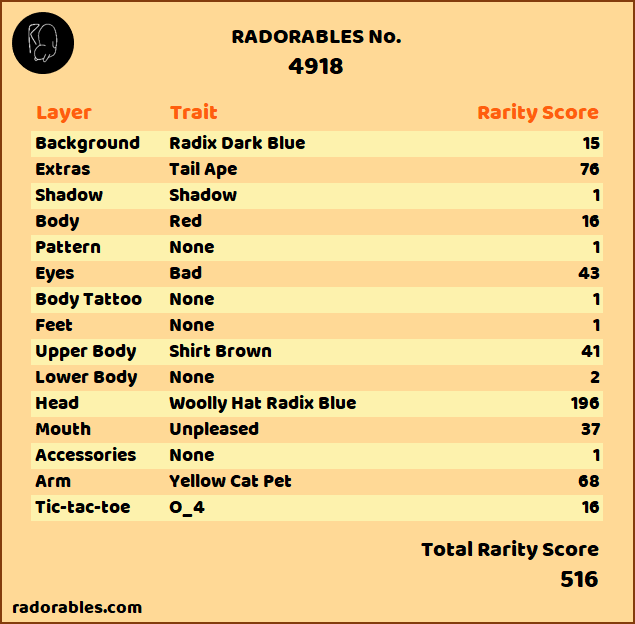 RADORABLES No.
4918
Layer Trait Rarity Score
Background Radix Dark Blue 15
Extras Tail Ape 76
Shadow Shadow 1
Body Red 16
Pattern None 1
Eyes Bad 43
Body Tattoo None 1
Feet None 1
Upper Body Shirt Brown 41
Lower Body None 2
Head Woolly Hat Radix Blue 196
Mouth Unpleased 37
Accessories None 1
Arm Yellow Cat Pet 68
Tic-tac-toe O_4 16
Total Rarity Score
516
radorables.com